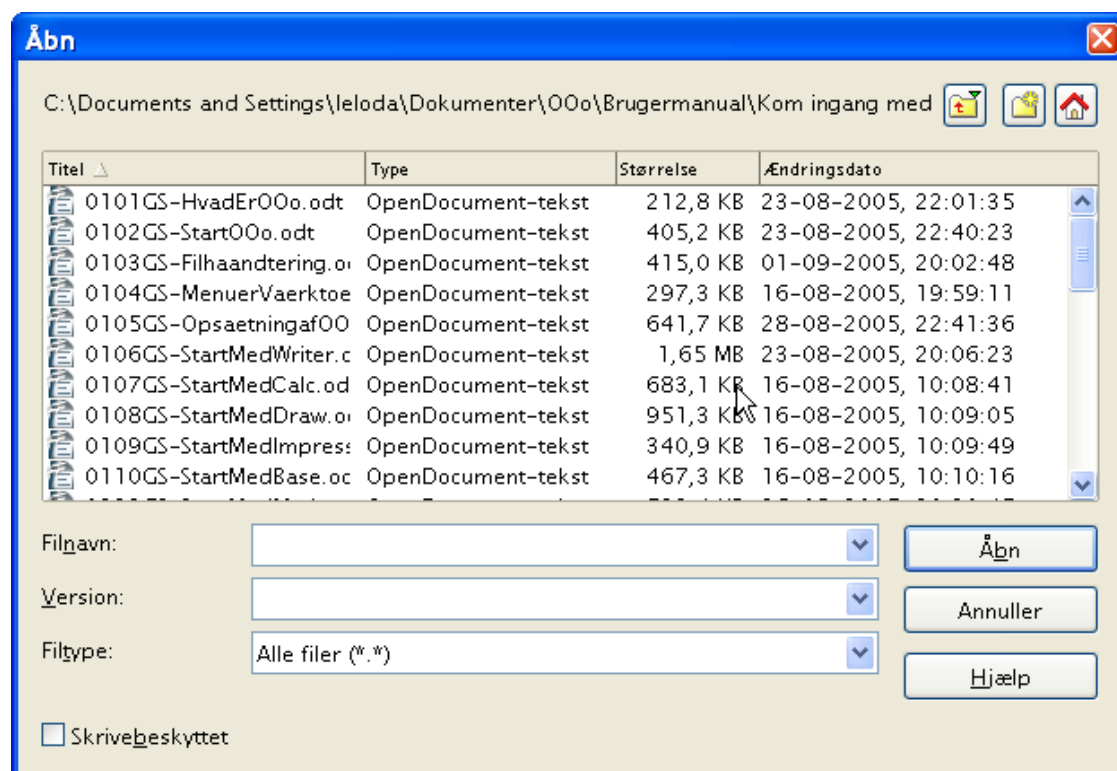 Åbn
C:\Documents and Settings\leloda\Dokumenter\OOo\Brugermanual\Kom ingang med
Titel Type Størrelse Ændringsdato
0101GS-HvadErOOo.odt OpenDocument-tekst 212,8 KB 23-08-2005, 22:01:35
0102GS-StartOOo.odt OpenDocument-tekst 405,2 KB 23-08-2005, 22:40:23
0103GS-Filhaandtering.o OpenDocument-tekst 415,0 KB 01-09-2005, 20:02:48
0104GS-MenuerVaerktoe OpenDocument-tekst 297,3 KB 16-08-2005, 19:59:11
0105GS-OpsaetningafOO OpenDocument-tekst 641,7 KB 28-08-2005, 22:41:36
0106GS-StartMedWriter.c OpenDocument-tekst 1,65 MB 23-08-2005, 20:06:23
0107GS-StartMedCalc.od OpenDocument-tekst 683,1 KB 16-08-2005, 10:08:41
0108GS-StartMedDraw.o OpenDocument-tekst 951,3 KB 16-08-2005, 10:09:05
0109GS-StartMedImpres OpenDocument-tekst 340,9 KB 16-08-2005, 10:09:49
0110GS-StartMedBase.oc OpenDocument-tekst 467,3 KB 16-08-2005, 10:10:16
Filnavn:
Åbn
Version:
Annuller
Filtype: Alle filer (*.*)
Hjælp
Skrivebeskyttet